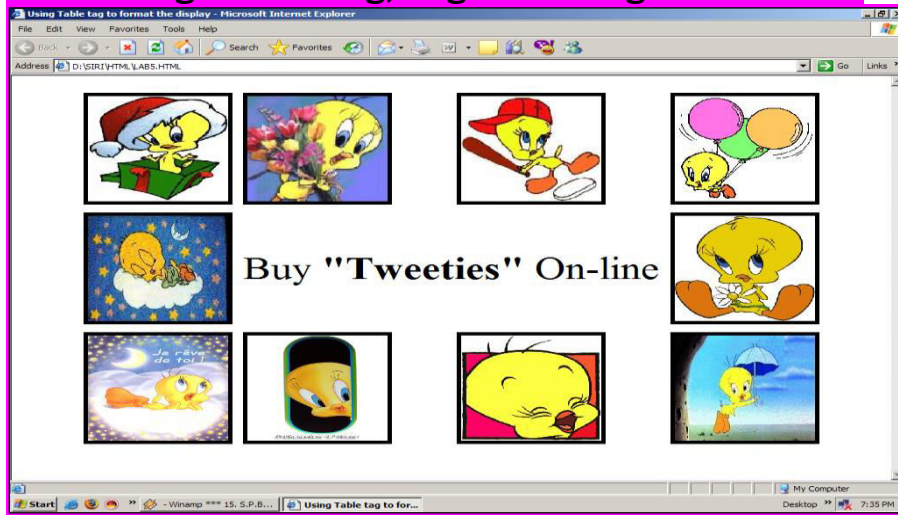 Using Table tag to format the display - Microsoft Internet Explorer
File Edit View Favorites Tools Help
Back Search Favorites
Address D:\SIRI\HTML\LAB5.HTML Go Links
Buy "Tweeties" On-line
Je rêve
de toi !
My Computer
Start - Winamp *** 15. S.P.B... Using Table tag to for... Desktop 7:35 PM